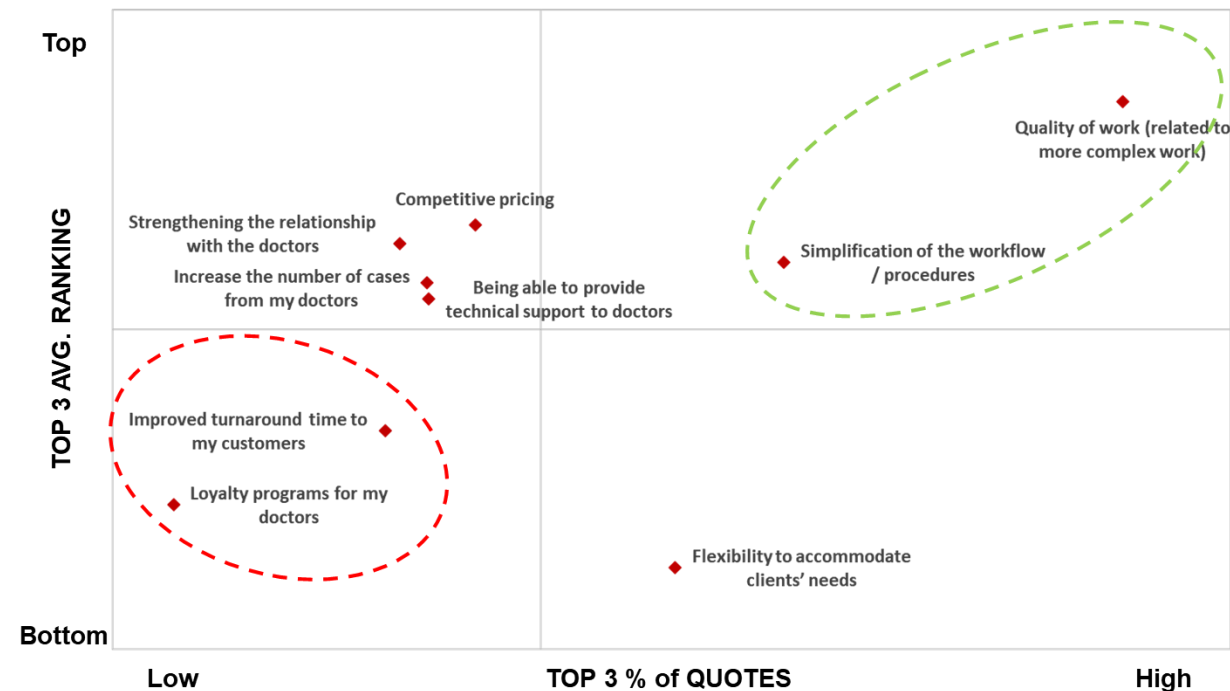 Top
Quality of work (related to
more complex work)
Competitive pricing
Strengthening the relationship
with the doctors
Simplification of the workflow
/ procedures
Increase the number of cases
from my doctors
Being able to provide
technical support to doctors
TOP 3 AVG. RANKING
Improved turnaround time to
my customers
Loyalty programs for my
doctors
Flexibility to accommodate
clients’ needs
Bottom
Low
TOP 3 % of QUOTES
High